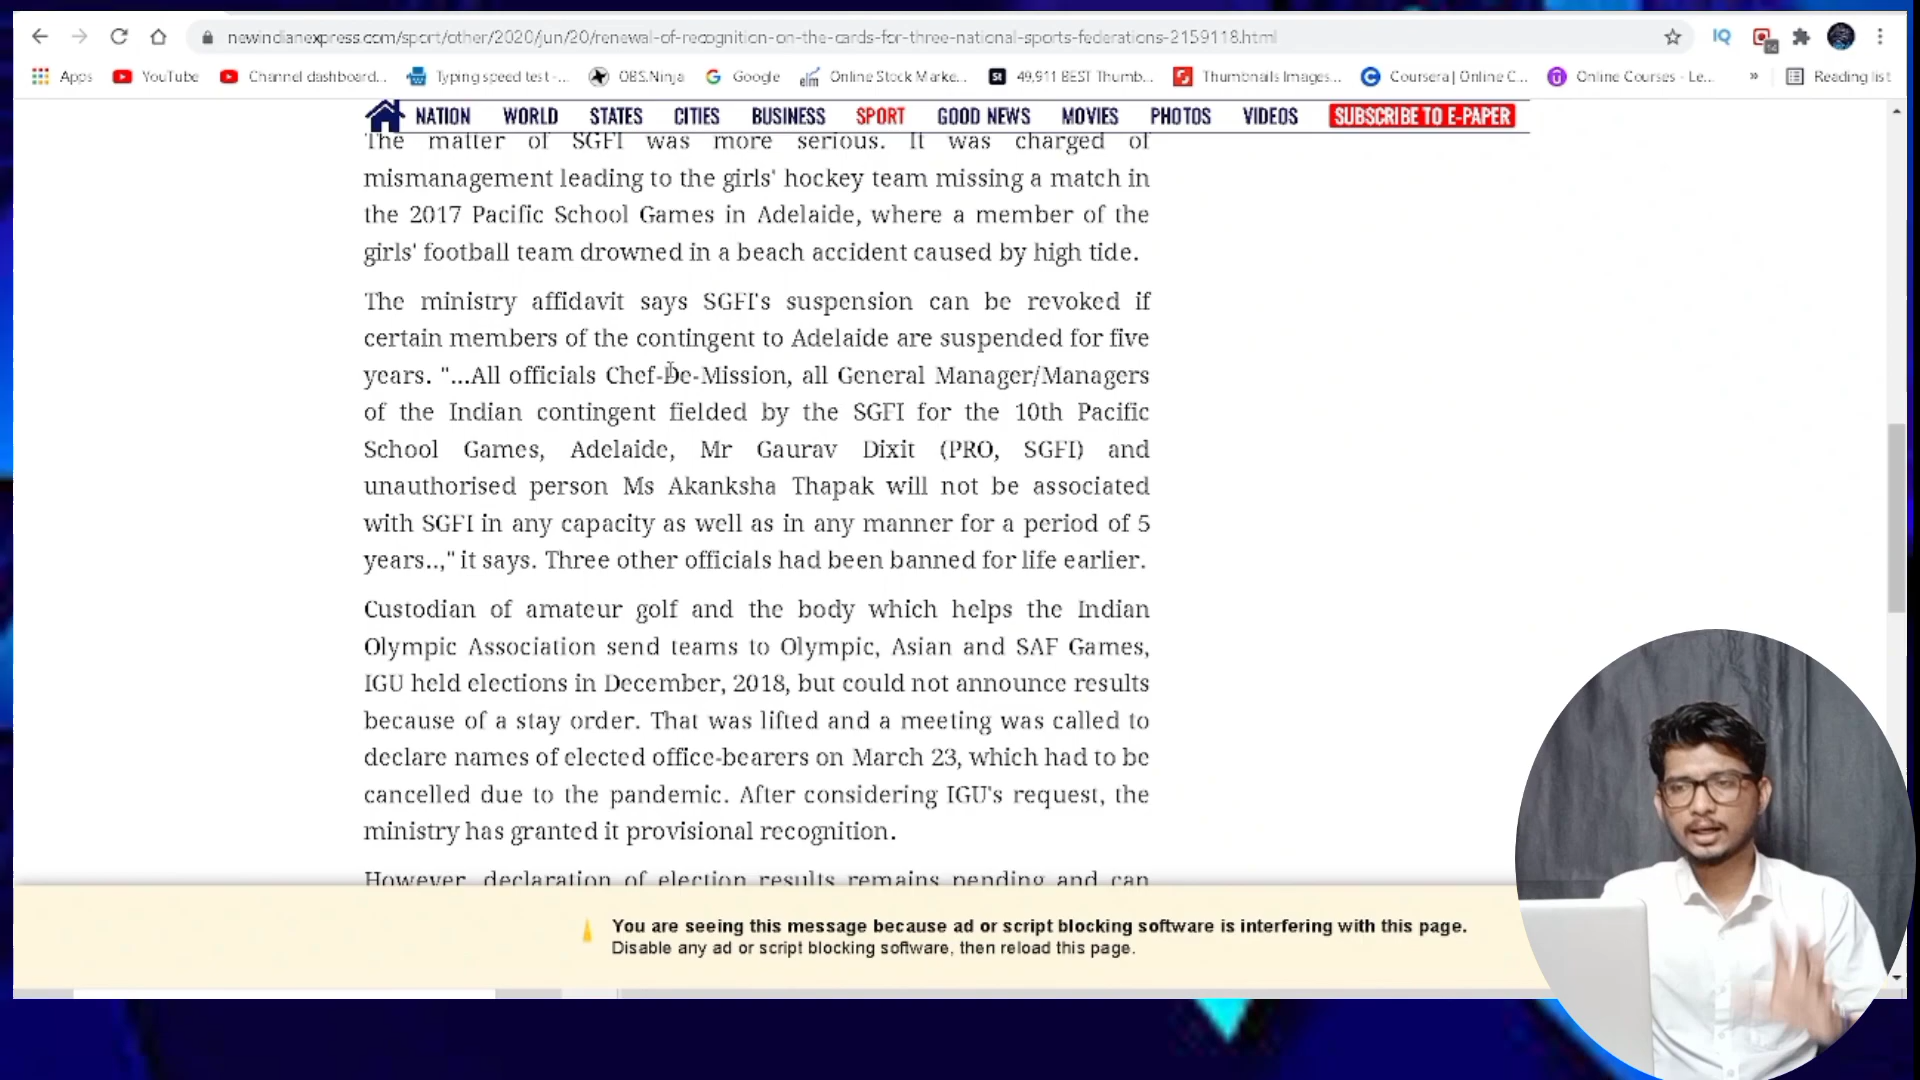 newindianexpress.com/sport/other/2020/jun/20/renewal-of-recognition-on-the-cards-for-three-national-sports-federations-2159118.html
IQ
Apps YouTube Channel dashboard... Typing speed test -... OBS.Ninja Google Online Stock Marke... 49,911 BEST Thumb... Thumbnails Images... Coursera | Online C... Online Courses - Le... » Reading list
NATION WORLD STATES CITIES BUSINESS SPORT GOOD NEWS MOVIES PHOTOS VIDEOS SUBSCRIBE TO E-PAPER
The matter of SGFI was more serious. It was charged of
mismanagement leading to the girls' hockey team missing a match in
the 2017 Pacific School Games in Adelaide, where a member of the
girls' football team drowned in a beach accident caused by high tide.
The ministry affidavit says SGFI's suspension can be revoked if
certain members of the contingent to Adelaide are suspended for five
years. "...All officials Chef-De-Mission, all General Manager/Managers
of the Indian contingent fielded by the SGFI for the 10th Pacific
School Games, Adelaide, Mr Gaurav Dixit (PRO, SGFI) and
unauthorised person Ms Akanksha Thapak will not be associated
with SGFI in any capacity as well as in any manner for a period of 5
years..," it says. Three other officials had been banned for life earlier.
Custodian of amateur golf and the body which helps the Indian
Olympic Association send teams to Olympic, Asian and SAF Games,
IGU held elections in December, 2018, but could not announce results
because of a stay order. That was lifted and a meeting was called to
declare names of elected office-bearers on March 23, which had to be
cancelled due to the pandemic. After considering IGU's request, the
ministry has granted it provisional recognition.
However, declaration of election results remains pending and can
You are seeing this message because ad or script blocking software is interfering with this page.
Disable any ad or script blocking software, then reload this page.